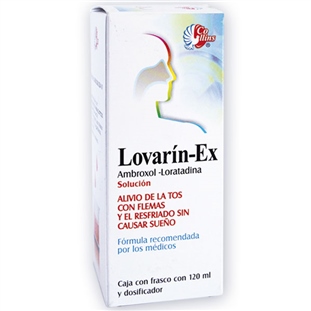 Collins
Lovarín-Ex
Ambroxol -Loratadina
Solución
ALIVIO DE LA TOS
CON FLEMAS
Y EL RESFRIADO SIN
CAUSAR SUEÑO
Fórmula recomendada
por los médicos
Caja con frasco con 120 ml
y dosificador